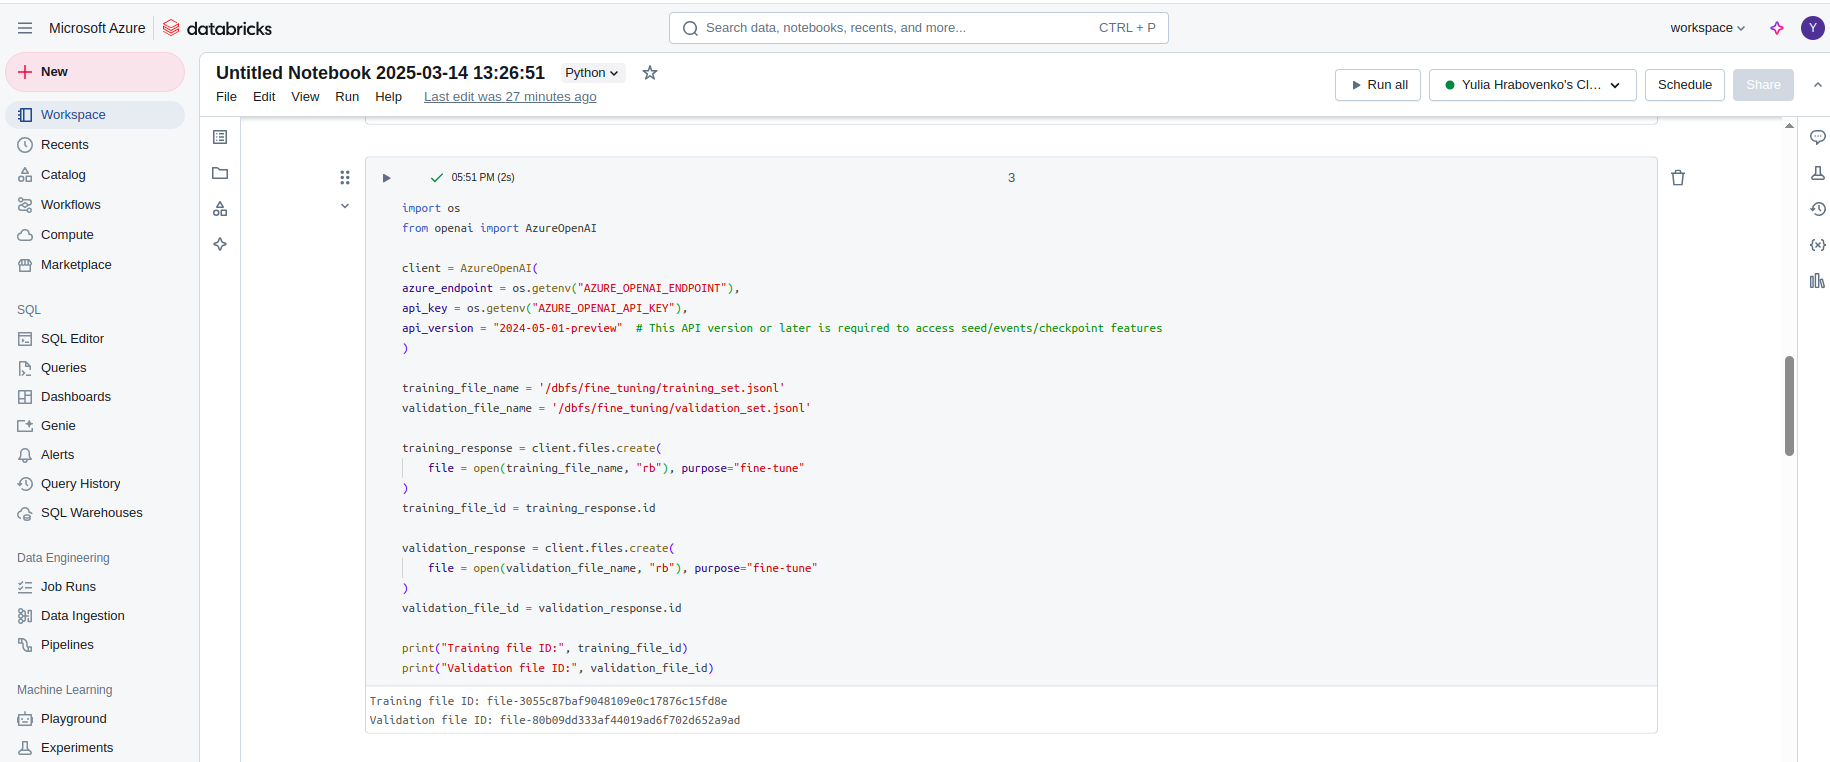 Microsoft Azure databricks
Search data, notebooks, recents, and more... CTRL + P
workspace
Y
New
Workspace
Recents
Catalog
Workflows
Compute
Marketplace
SQL
SQL Editor
Queries
Dashboards
Genie
Alerts
Query History
SQL Warehouses
Data Engineering
Job Runs
Data Ingestion
Pipelines
Machine Learning
Playground
Experiments
Untitled Notebook 2025-03-14 13:26:51 Python
File Edit View Run Help Last edit was 27 minutes ago
Run all Yulia Hrabovenko's Cl... Schedule Share
05:51 PM (2s) 3
import os
from openai import AzureOpenAI
client = AzureOpenAI(
azure_endpoint = os.getenv("AZURE_OPENAI_ENDPOINT"),
api_key = os.getenv("AZURE_OPENAI_API_KEY"),
api_version = "2024-05-01-preview"  # This API version or later is required to access seed/events/checkpoint features
)
training_file_name = '/dbfs/fine_tuning/training_set.jsonl'
validation_file_name = '/dbfs/fine_tuning/validation_set.jsonl'
training_response = client.files.create(
    file = open(training_file_name, "rb"), purpose="fine-tune"
)
training_file_id = training_response.id
validation_response = client.files.create(
    file = open(validation_file_name, "rb"), purpose="fine-tune"
)
validation_file_id = validation_response.id
print("Training file ID:", training_file_id)
print("Validation file ID:", validation_file_id)
Training file ID: file-3055c87baf9048109e0c17876c15fd8e
Validation file ID: file-80b09dd333af44019ad6f702d652a9ad